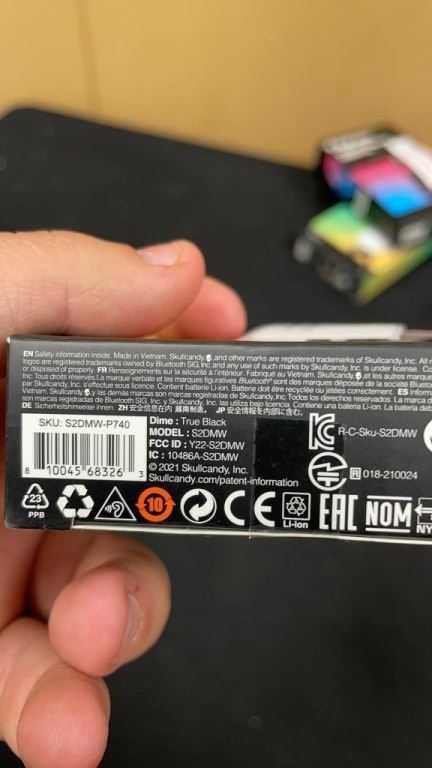 EN Safety information inside. Made in Vietnam. Skullcandy, and other marks are registered trademarks of Skullcandy, Inc. All
logos are registered trademarks owned by Bluetooth SIG, Inc. and any use of such marks by Skullcandy, Inc. is under license.
or disposed of properly. FR Renseignements sur la sécurité à l'intérieur. Fabriqué au Vietnam. Skullcandy, et les autres marques
Inc. Tous droits réservés. La marque verbale et les marques figuratives Bluetooth® sont des marques déposées de la société
par Skullcandy, Inc. s'effectue sous licence. Contient batterie Li-ion. Batterie doit être recyclée ou jetées correctement. ES
Vietnam. Skullcandy, y las demás marcas son marcas registradas de Skullcandy, Inc. Todos los derechos reservados. La marca
son marcas registradas de Bluetooth SIG, Inc. Skullcandy, Inc. las utiliza bajo licencia. Contiene una batería Li-ion. La batería
DE Sicherheitshinweise innen. ZH 安全信息在内 越南制造。 JP 安全情報を内部に含む。
SKU: S2DMW-P740
8 10045 68326 3
Dime : True Black
MODEL : S2DMW
FCC ID : Y22-S2DMW
IC : 10486A-S2DMW
© 2021 Skullcandy, Inc.
Skullcandy.com/patent-information
R-C-Sku-S2DMW
R 018-210024
23
PPB
10
CE
Li-ion
EAC
NOM
NY